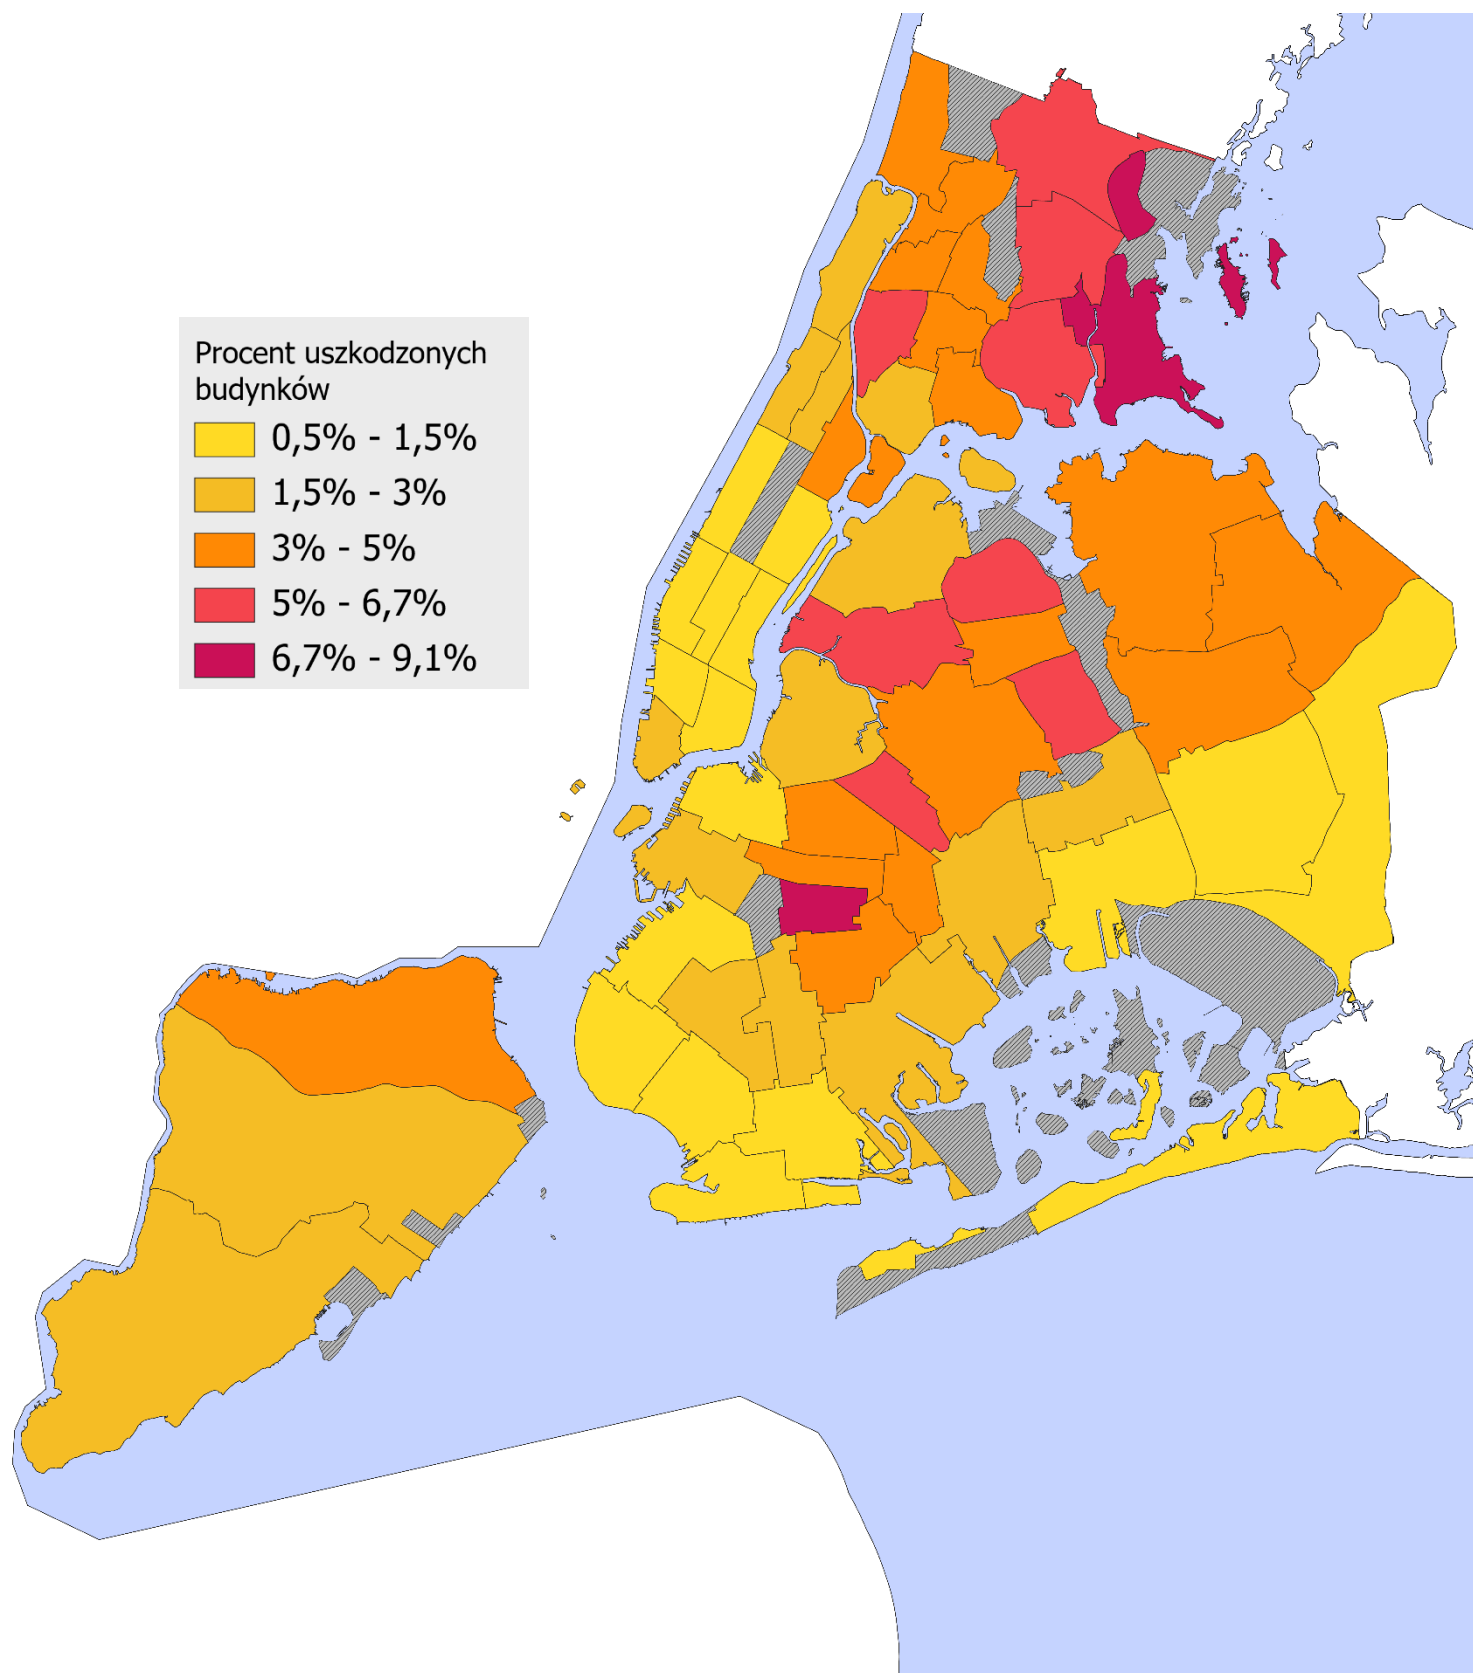 Procent uszkodzonych
budynków
0,5% - 1,5%
1,5% - 3%
3% - 5%
5% - 6,7%
6,7% - 9,1%